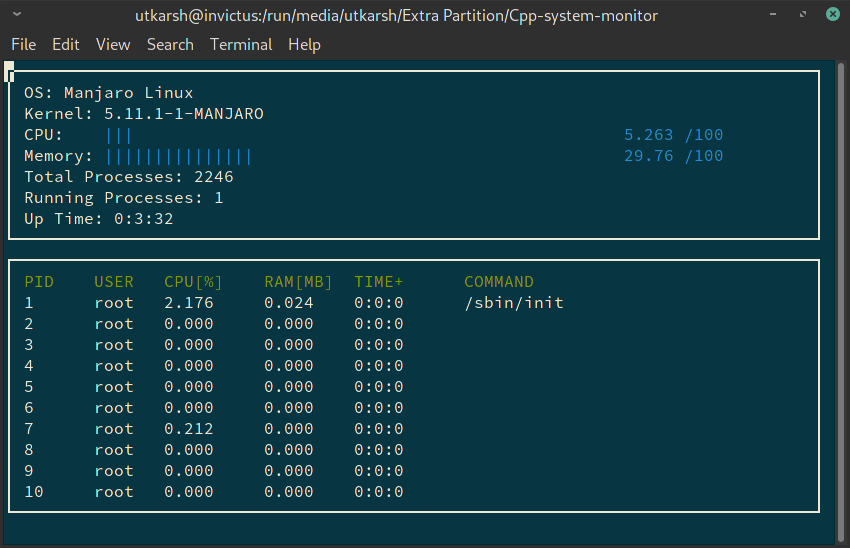 utkarsh@invictus:/run/media/utkarsh/Extra Partition/Cpp-system-monitor
File Edit View Search Terminal Help
OS: Manjaro Linux
Kernel: 5.11.1-1-MANJARO
CPU: ||| 5.263 /100
Memory: ||||||||||||||| 29.76 /100
Total Processes: 2246
Running Processes: 1
Up Time: 0:3:32
PID USER CPU[%] RAM[MB] TIME+ COMMAND
1 root 2.176 0.024 0:0:0 /sbin/init
2 root 0.000 0.000 0:0:0
3 root 0.000 0.000 0:0:0
4 root 0.000 0.000 0:0:0
5 root 0.000 0.000 0:0:0
6 root 0.000 0.000 0:0:0
7 root 0.212 0.000 0:0:0
8 root 0.000 0.000 0:0:0
9 root 0.000 0.000 0:0:0
10 root 0.000 0.000 0:0:0